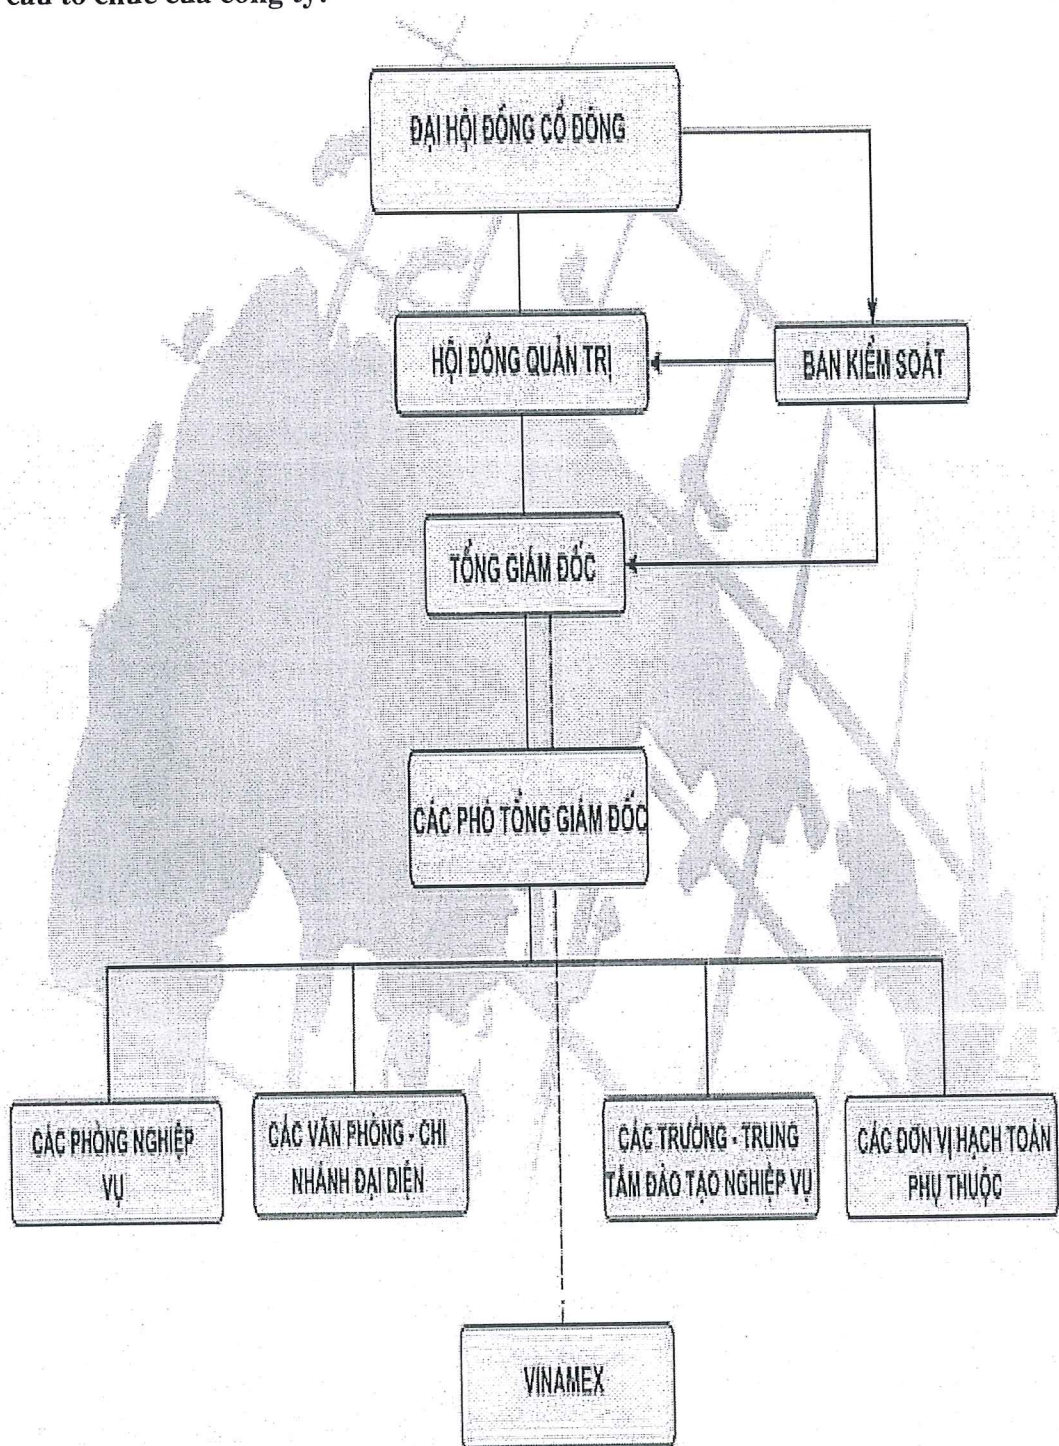 cấu tổ chức của công ty:
ĐẠI HỘI ĐỒNG CỔ ĐÔNG
HỘI ĐỒNG QUẢN TRỊ
BAN KIỂM SOÁT
TỔNG GIÁM ĐỐC
CÁC PHÓ TỔNG GIÁM ĐỐC
CÁC PHÒNG NGHIỆP
VỤ
CÁC VĂN PHÒNG - CHI
NHÁNH ĐẠI DIỆN
CÁC TRƯỜNG - TRUNG
TÂM ĐÀO TẠO NGHIỆP VỤ
CÁC ĐƠN VỊ HẠCH TOÁN
PHỤ THUỘC
VINAMEX